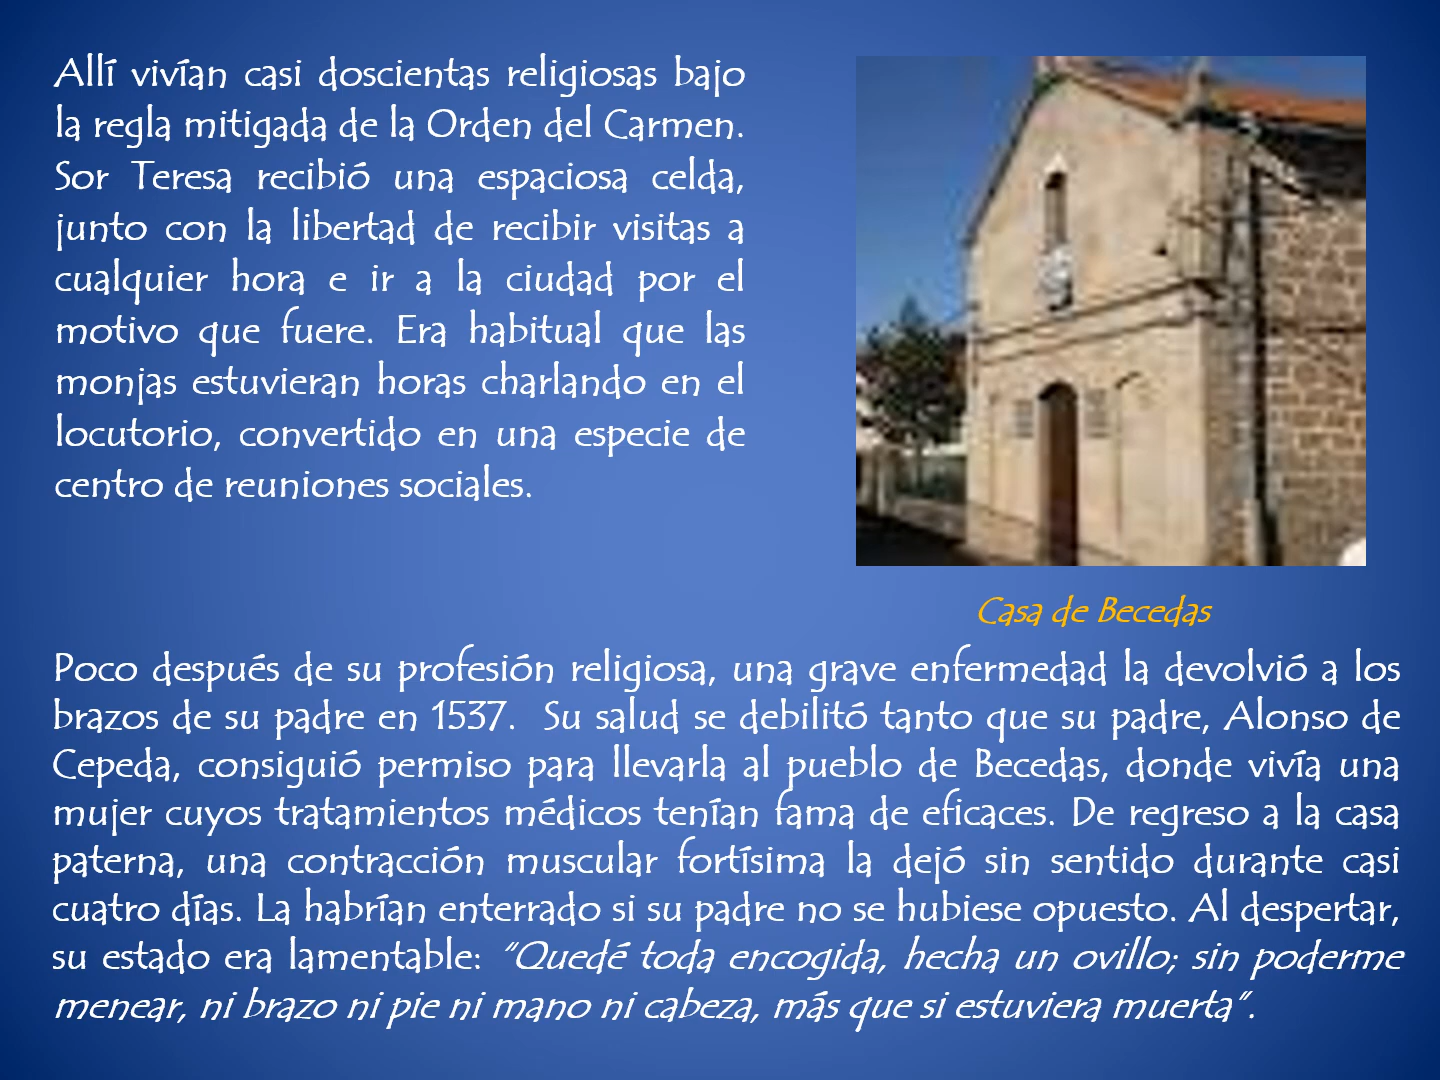 Allí vivían casi doscientas religiosas bajo
la regla mitigada de la Orden del Carmen.
Sor Teresa recibió una espaciosa celda,
junto con la libertad de recibir visitas a
cualquier hora e ir a la ciudad por el
motivo que fuere. Era habitual que las
monjas estuvieran horas charlando en el
locutorio, convertido en una especie de
centro de reuniones sociales.
Casa de Becedas
Poco después de su profesión religiosa, una grave enfermedad la devolvió a los
brazos de su padre en 1537. Su salud se debilitó tanto que su padre, Alonso de
Cepeda, consiguió permiso para llevarla al pueblo de Becedas, donde vivía una
mujer cuyos tratamientos médicos tenían fama de eficaces. De regreso a la casa
paterna, una contracción muscular fortísima la dejó sin sentido durante casi
cuatro días. La habrían enterrado si su padre no se hubiese opuesto. Al despertar,
su estado era lamentable: "Quedé toda encogida, hecha un ovillo; sin poderme
menear, ni brazo ni pie ni mano ni cabeza, más que si estuviera muerta".